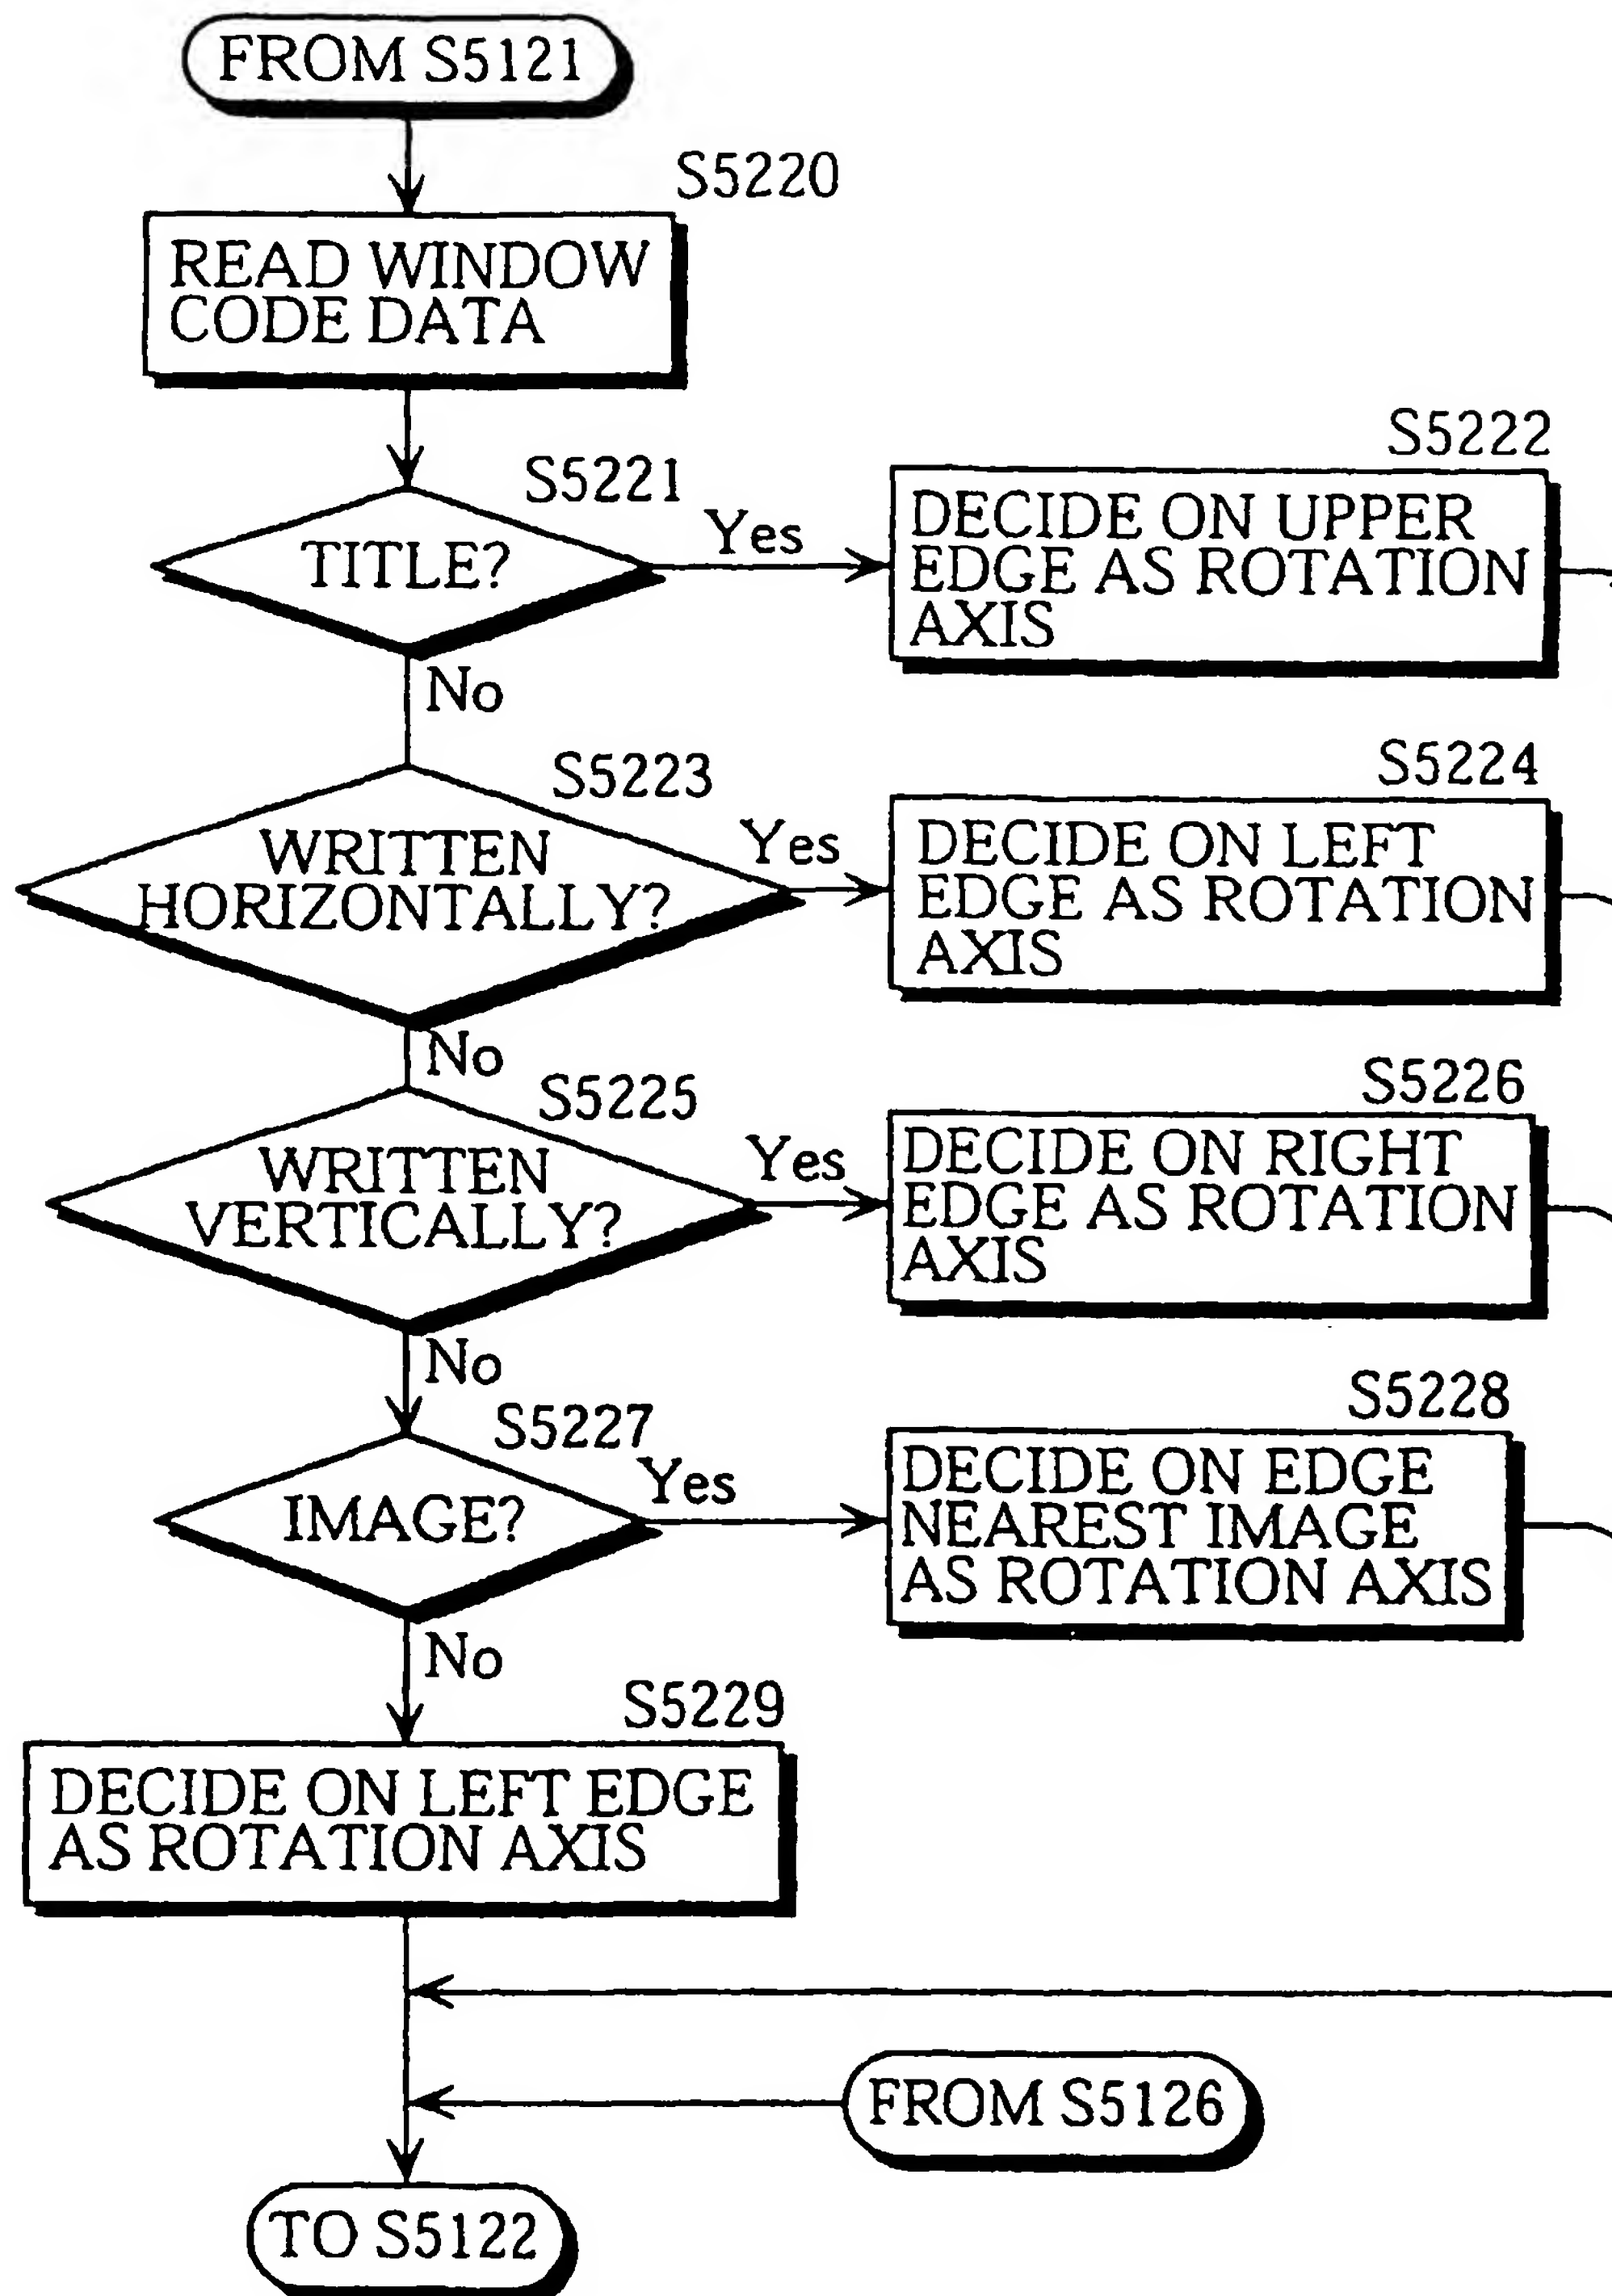 FROM S5121
S5220
READ WINDOW
CODE DATA
S5221
TITLE?
Yes
S5222
DECIDE ON UPPER
EDGE AS ROTATION
AXIS
No
S5223
WRITTEN
HORIZONTALLY?
Yes
S5224
DECIDE ON LEFT
EDGE AS ROTATION
AXIS
No
S5225
WRITTEN
VERTICALLY?
Yes
S5226
DECIDE ON RIGHT
EDGE AS ROTATION
AXIS
No
S5227
IMAGE?
Yes
S5228
DECIDE ON EDGE
NEAREST IMAGE
AS ROTATION AXIS
No
S5229
DECIDE ON LEFT EDGE
AS ROTATION AXIS
FROM S5126
TO S5122